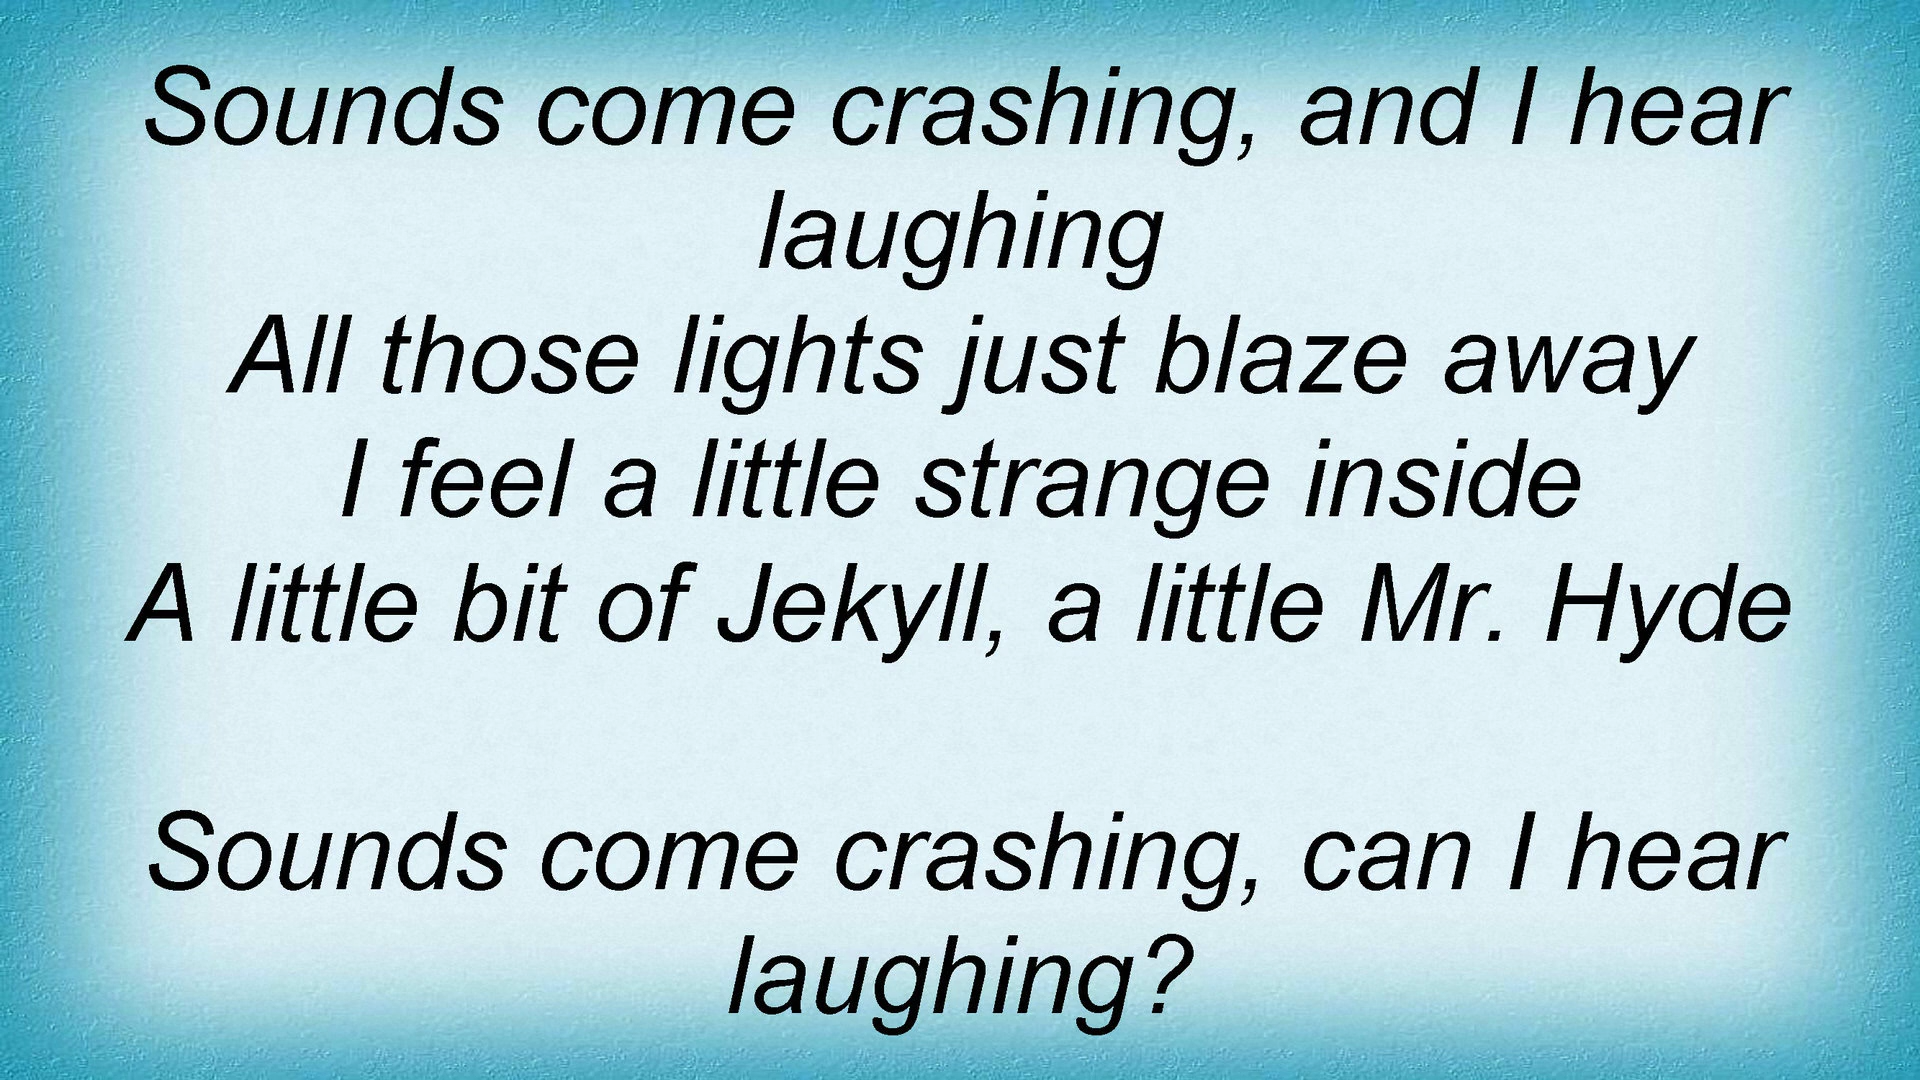 Sounds come crashing, and I hear
laughing
All those lights just blaze away
I feel a little strange inside
A little bit of Jekyll, a little Mr. Hyde
Sounds come crashing, can I hear
laughing?